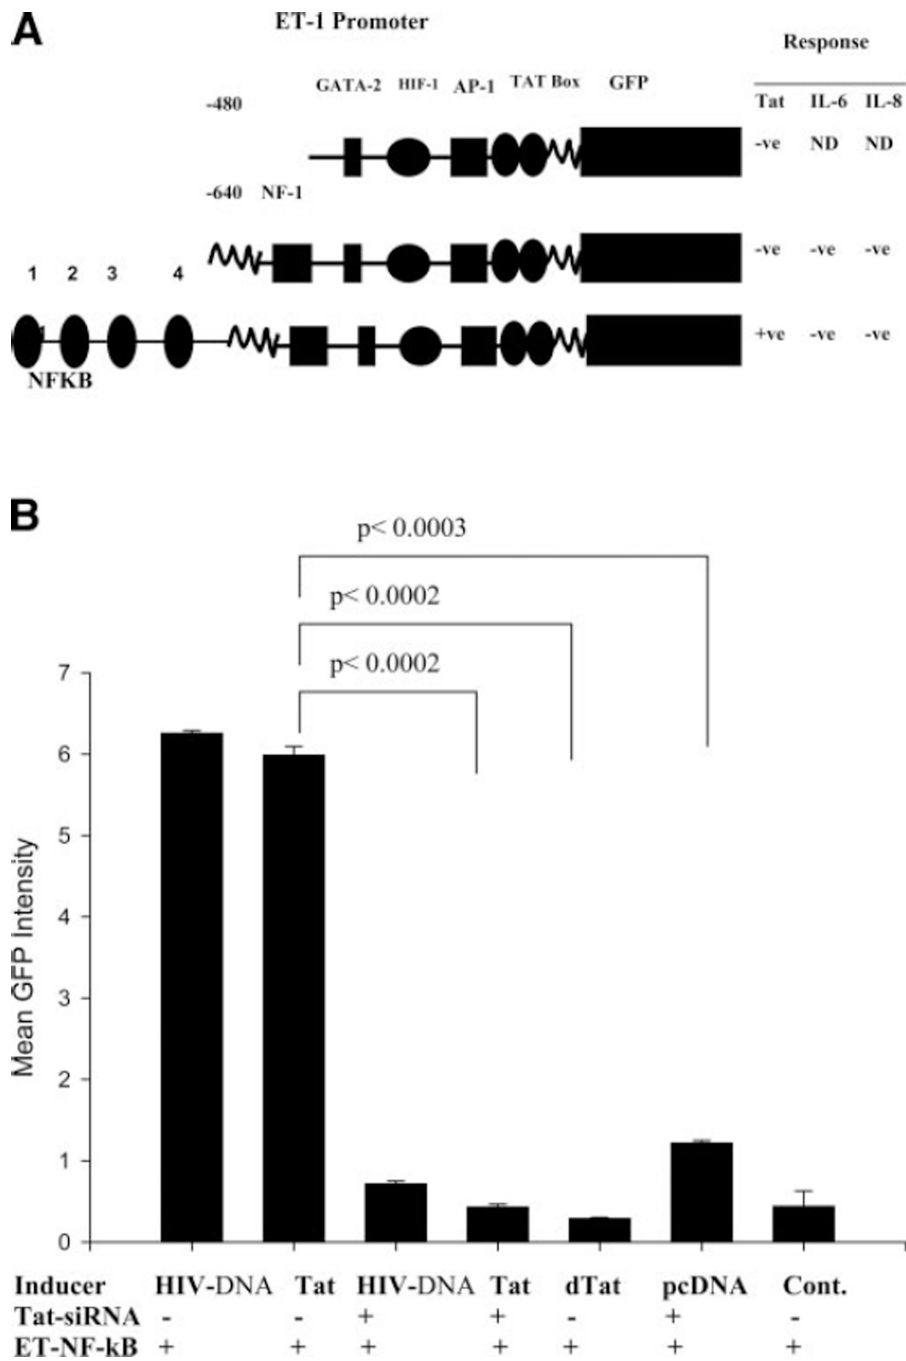 A
ET-1 Promoter
Response
GATA-2 HIF-1 AP-1 TAT Box GFP
Tat IL-6 IL-8
-480
-ve ND ND
-640 NF-1
-ve -ve -ve
1 2 3 4
+ve -ve -ve
NFKB
B
p< 0.0003
p< 0.0002
p< 0.0002
7
6
5
4
3
2
1
0
Mean GFP Intensity
Inducer HIV-DNA Tat HIV-DNA Tat dTat pcDNA Cont.
Tat-siRNA - - + + - + -
ET-NF-kB + + + + + + +